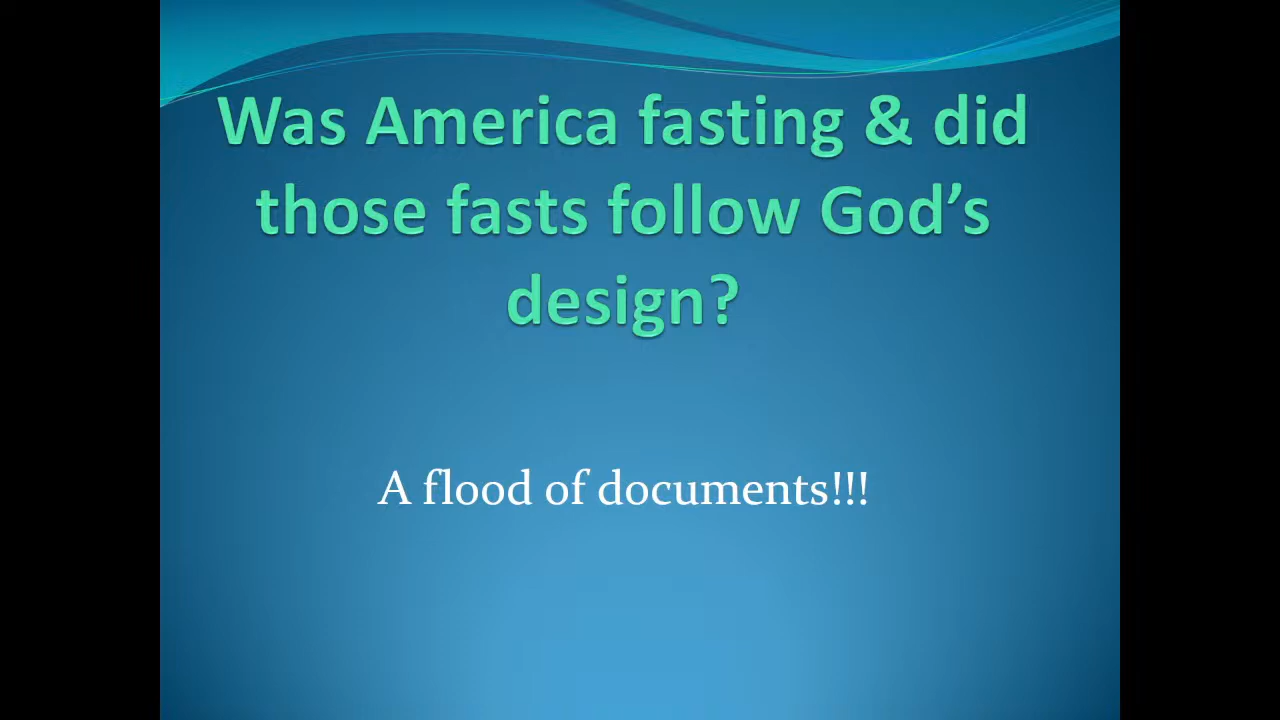 Was America fasting & did
those fasts follow God’s
design?
A flood of documents!!!